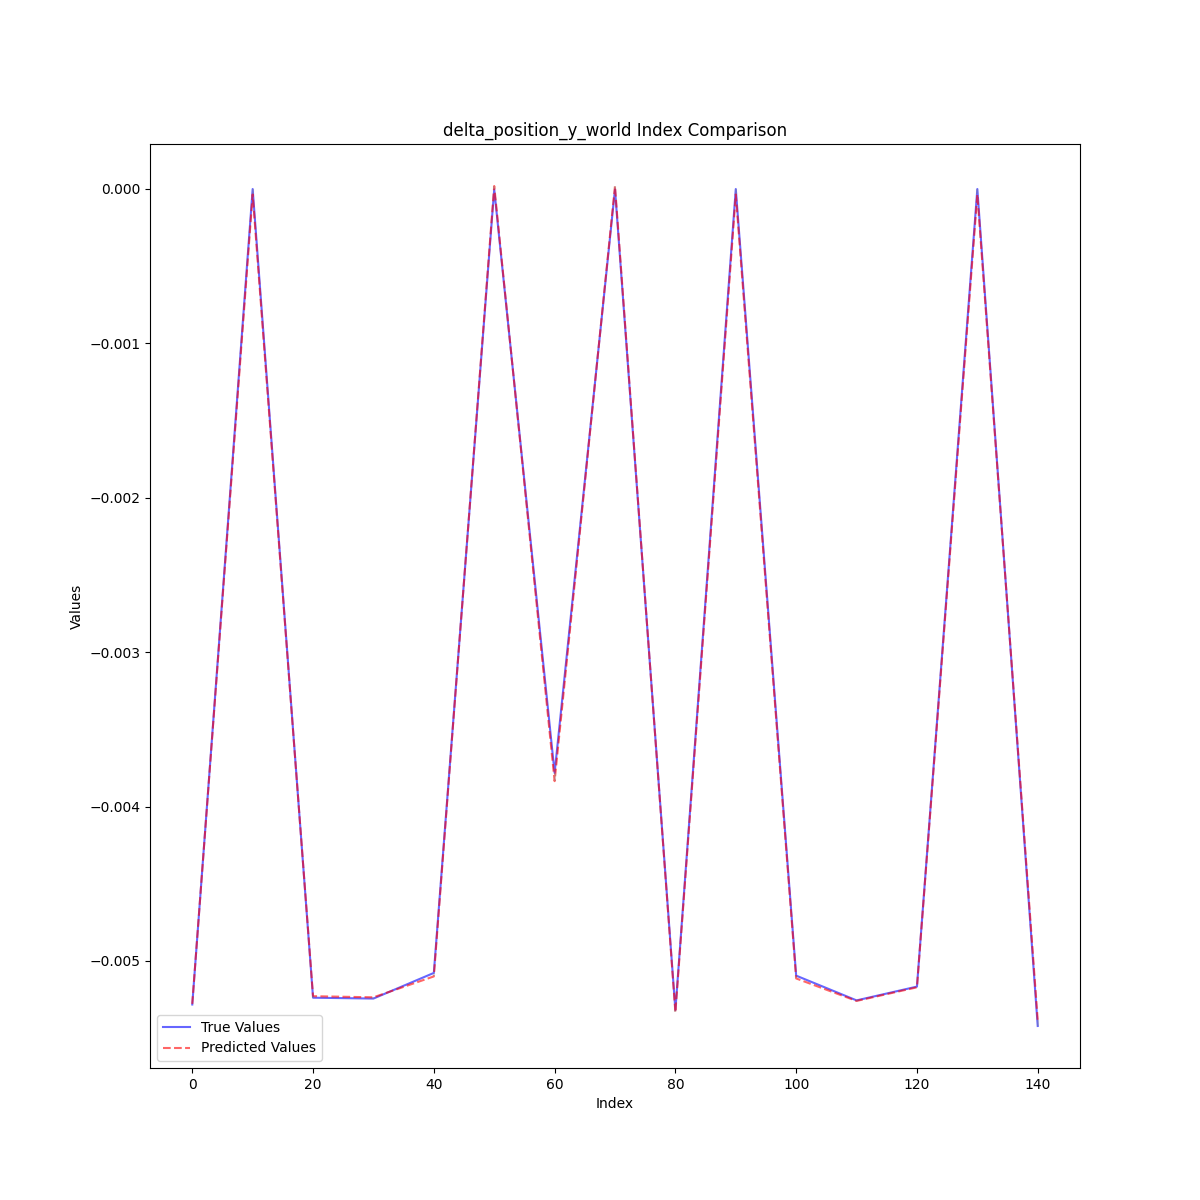 delta_position_y_world Index Comparison
0.000
−0.001
−0.002
−0.003
−0.004
−0.005
Values
True Values
Predicted Values
0 20 40 60 80 100 120 140
Index